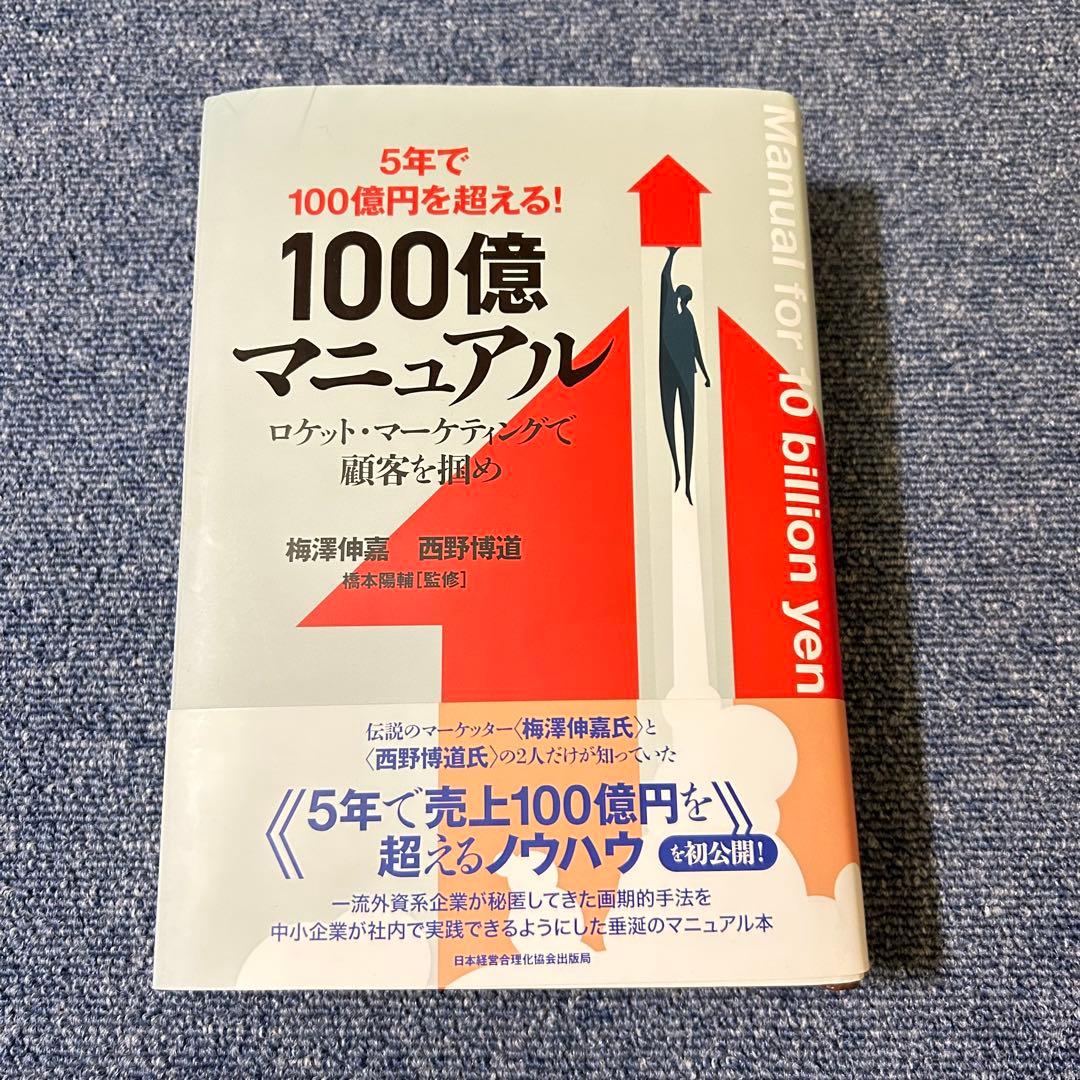 5年で
100億円を超える!
100億
マニュアル
ロケット・マーケティングで
顧客を掴め
梅澤伸嘉 西野博道
橋本陽輔[監修]
Manual for 10 billion yen
伝説のマーケッター〈梅澤伸嘉氏〉と
〈西野博道氏〉の2人だけが知っていた
《5年で売上100億円を
超えるノウハウ》を初公開!
一流外資系企業が秘匿してきた画期的手法を
中小企業が社内で実践できるようにした垂涎のマニュアル本
日本経営合理化協会出版局